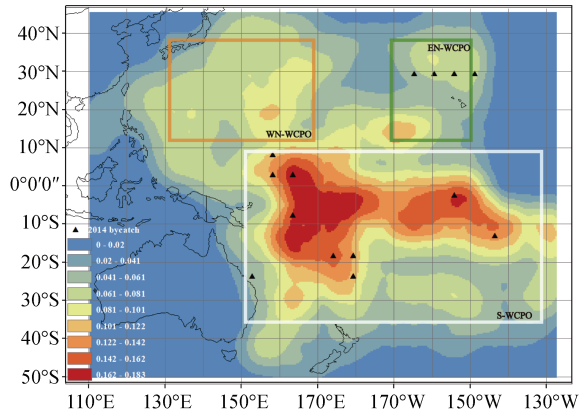 40°N
30°N
20°N
10°N
0°0′0″
10°S
20°S
30°S
40°S
50°S
EN-WCPO
WN-WCPO
S-WCPO
2014 bycatch
0 - 0.02
0.02 - 0.041
0.041 - 0.061
0.061 - 0.081
0.081 - 0.101
0.101 - 0.122
0.122 - 0.142
0.142 - 0.162
0.162 - 0.183
110°E 130°E 150°E 170°E 170°W 150°W 130°W